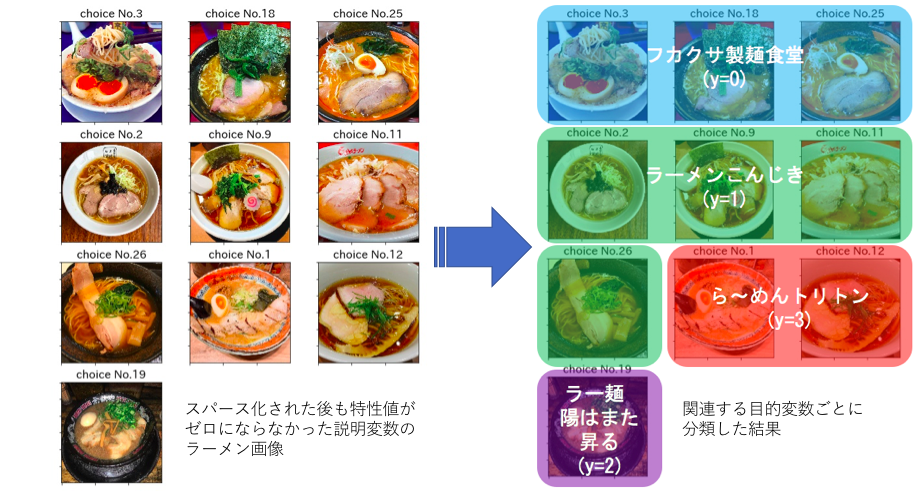 choice No.3
choice No.18
choice No.25
choice No.2
choice No.9
choice No.11
choice No.26
choice No.1
choice No.12
choice No.19
スパース化された後も特性値が
ゼロにならなかった説明変数の
ラーメン画像
choice No.3
choice No.18
choice No.25
フカクサ製麺食堂
(y=0)
choice No.2
choice No.9
choice No.11
ラーメンこんじき
(y=1)
choice No.26
choice No.1
choice No.12
ら〜めんトリトン
(y=3)
choice No.19
ラー麺
陽はまた
昇る
(y=2)
関連する目的変数ごとに
分類した結果